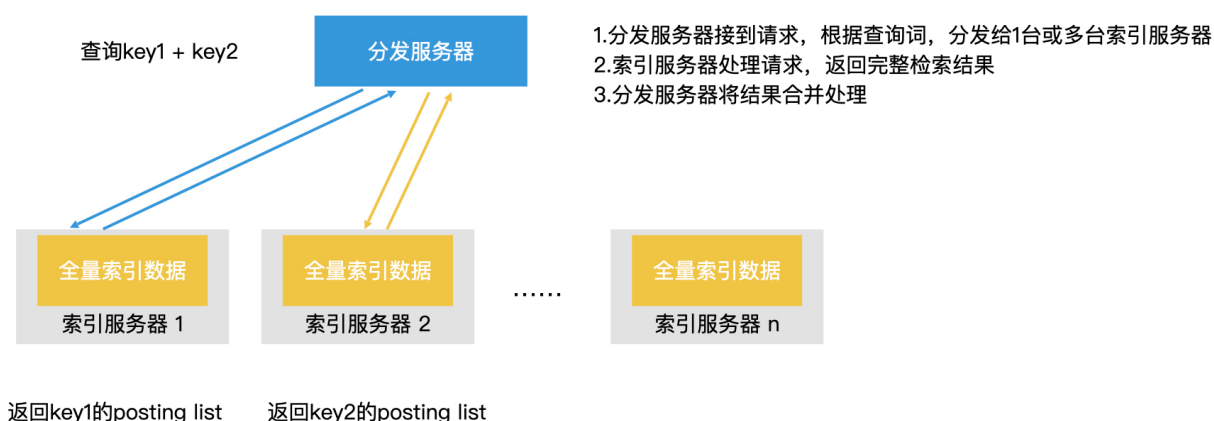 查询key1 + key2
分发服务器
1.分发服务器接到请求，根据查询词，分发给1台或多台索引服务器
2.索引服务器处理请求，返回完整检索结果
3.分发服务器将结果合并处理
全量索引数据
索引服务器 1
全量索引数据
索引服务器 2
......
全量索引数据
索引服务器 n
返回key1的posting list
返回key2的posting list